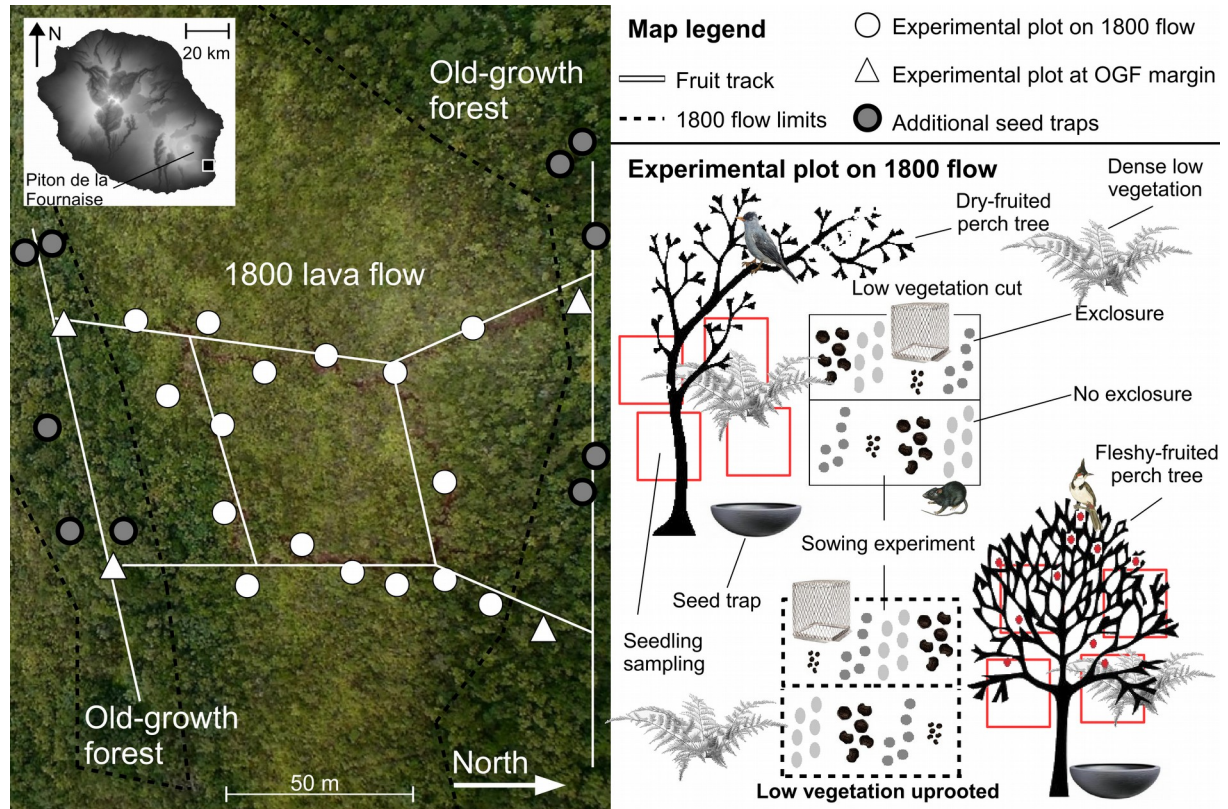 N
20 km
Piton de la
Fournaise
Old-growth
forest
1800 lava flow
Old-growth
forest
North
50 m
Map legend
Fruit track
1800 flow limits
Experimental plot on 1800 flow
Experimental plot at OGF margin
Additional seed traps
Experimental plot on 1800 flow
Dense low
vegetation
Dry-fruited
perch tree
Low vegetation cut
Exclosure
No exclosure
Fleshy-fruited
perch tree
Sowing experiment
Seed trap
Seedling
sampling
Low vegetation uprooted